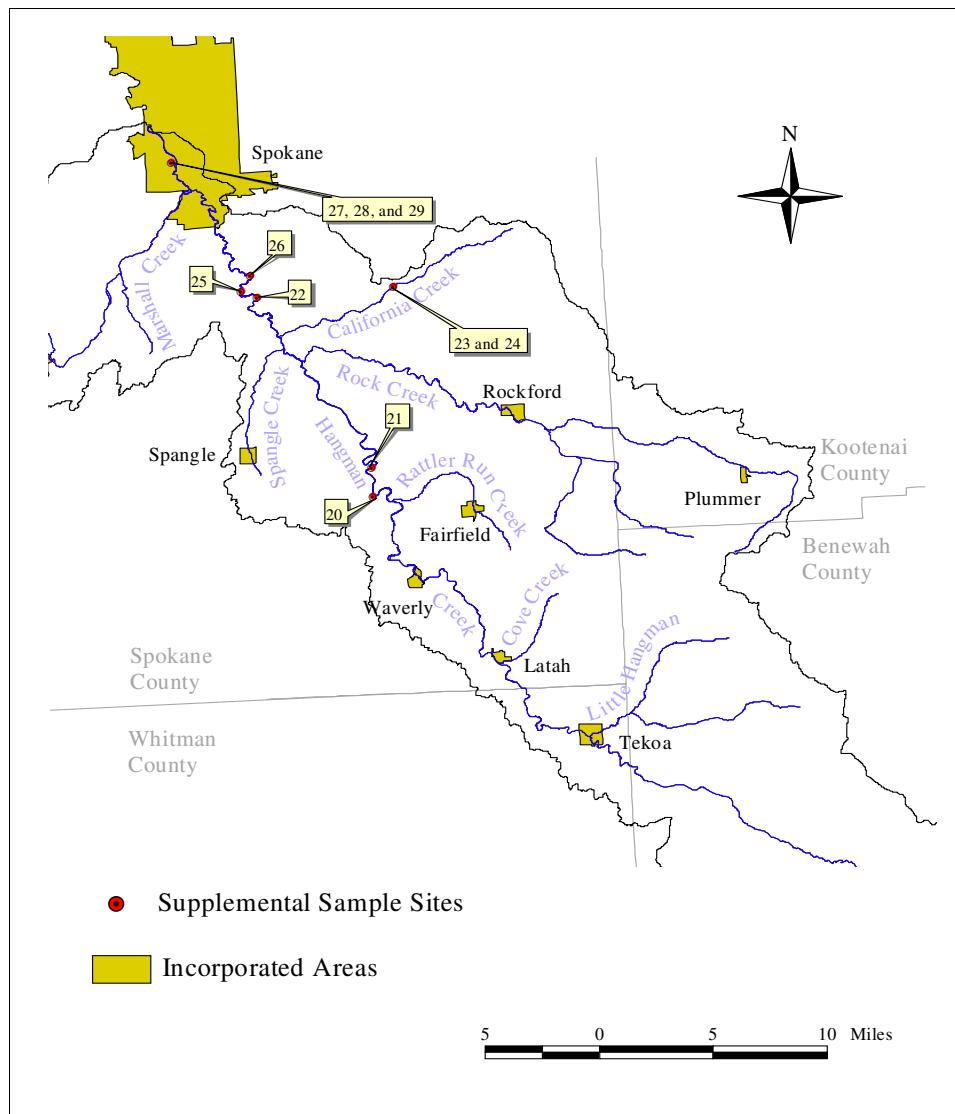 N
Spokane
27, 28, and 29
26
25
22
Marshall Creek
California Creek
23 and 24
Rock Creek
Rockford
Spangle Creek
Spangle
Hangman Creek
21
Rattler Run Creek
Kootenai
County
Plummer
20
Fairfield
Benewah
County
Waverly
Cove Creek
Latah
Little Hangman
Spokane
County
Whitman
County
Tekoa
Supplemental Sample Sites
Incorporated Areas
5 0 5 10 Miles